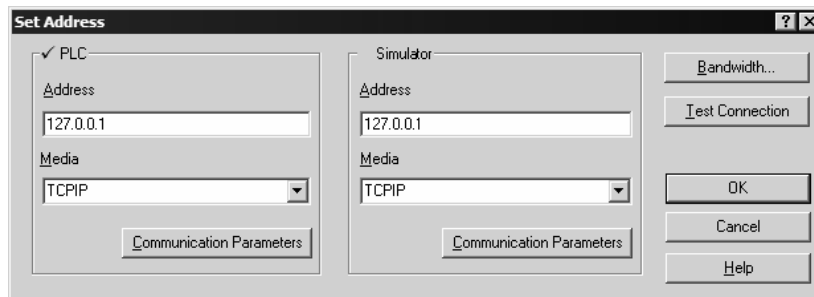 Set Address
✓ PLC
Address
127.0.0.1
Media
TCPIP
Communication Parameters
Simulator
Address
127.0.0.1
Media
TCPIP
Communication Parameters
Bandwidth...
Test Connection
OK
Cancel
Help